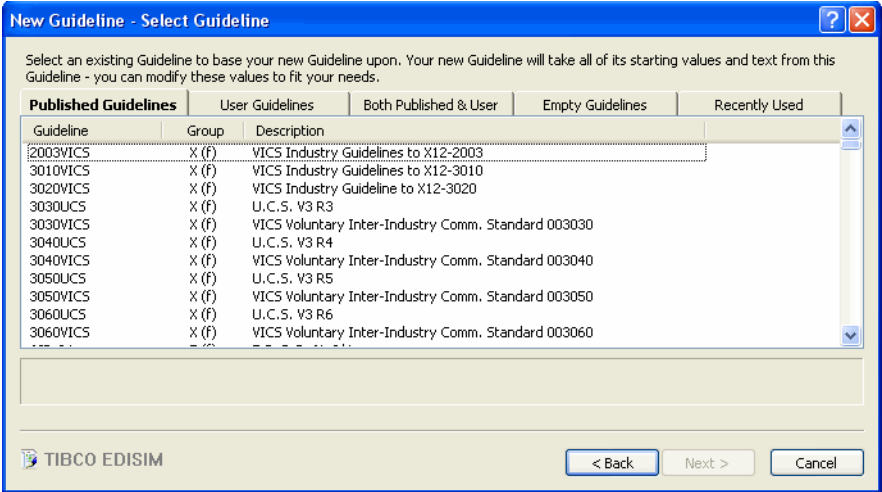 New Guideline - Select Guideline
Select an existing Guideline to base your new Guideline upon. Your new Guideline will take all of its starting values and text from this
Guideline - you can modify these values to fit your needs.
Published Guidelines User Guidelines Both Published & User Empty Guidelines Recently Used
Guideline Group Description
2003VICS X (f) VICS Industry Guidelines to X12-2003
3010VICS X (f) VICS Industry Guidelines to X12-3010
3020VICS X (f) VICS Industry Guideline to X12-3020
3030UCS X (f) U.C.S. V3 R3
3030VICS X (f) VICS Voluntary Inter-Industry Comm. Standard 003030
3040UCS X (f) U.C.S. V3 R4
3040VICS X (f) VICS Voluntary Inter-Industry Comm. Standard 003040
3050UCS X (f) U.C.S. V3 R5
3050VICS X (f) VICS Voluntary Inter-Industry Comm. Standard 003050
3060UCS X (f) U.C.S. V3 R6
3060VICS X (f) VICS Voluntary Inter-Industry Comm. Standard 003060
TIBCO EDISIM
< Back Next > Cancel